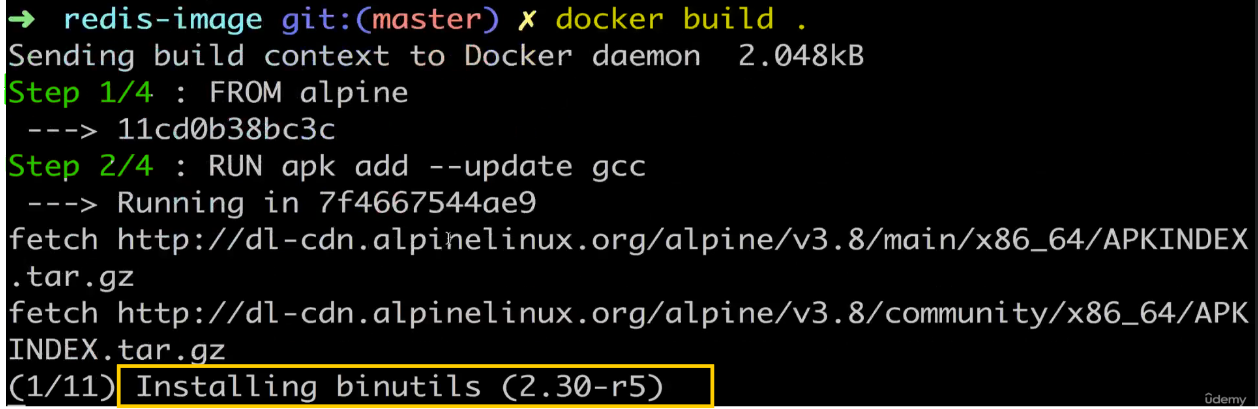 ➜  redis-image git:(master) ✗ docker build .
Sending build context to Docker daemon  2.048kB
Step 1/4 : FROM alpine
 ---> 11cd0b38bc3c
Step 2/4 : RUN apk add --update gcc
 ---> Running in 7f4667544ae9
fetch http://dl-cdn.alpinelinux.org/alpine/v3.8/main/x86_64/APKINDEX
.tar.gz
fetch http://dl-cdn.alpinelinux.org/alpine/v3.8/community/x86_64/APK
INDEX.tar.gz
(1/11) Installing binutils (2.30-r5)
ûdemy